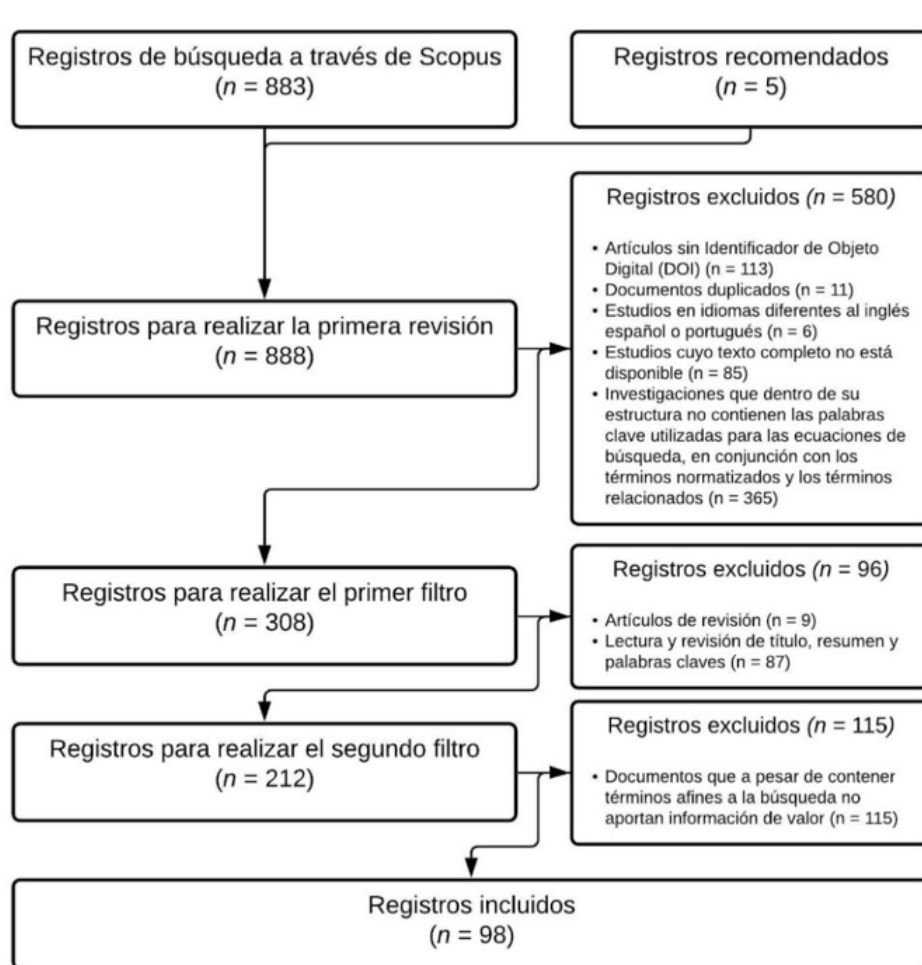 Registros de búsqueda a través de Scopus
(n = 883)
Registros recomendados
(n = 5)
Registros excluidos (n = 580)
• Artículos sin Identificador de Objeto
Digital (DOI) (n = 113)
• Documentos duplicados (n = 11)
• Estudios en idiomas diferentes al inglés
español o portugués (n = 6)
• Estudios cuyo texto completo no está
disponible (n = 85)
• Investigaciones que dentro de su
estructura no contienen las palabras
clave utilizadas para las ecuaciones de
búsqueda, en conjunción con los
términos normatizados y los términos
relacionados (n = 365)
Registros para realizar la primera revisión
(n = 888)
Registros para realizar el primer filtro
(n = 308)
Registros excluidos (n = 96)
• Artículos de revisión (n = 9)
• Lectura y revisión de título, resumen y
palabras claves (n = 87)
Registros para realizar el segundo filtro
(n = 212)
Registros excluidos (n = 115)
• Documentos que a pesar de contener
términos afines a la búsqueda no
aportan información de valor (n = 115)
Registros incluidos
(n = 98)